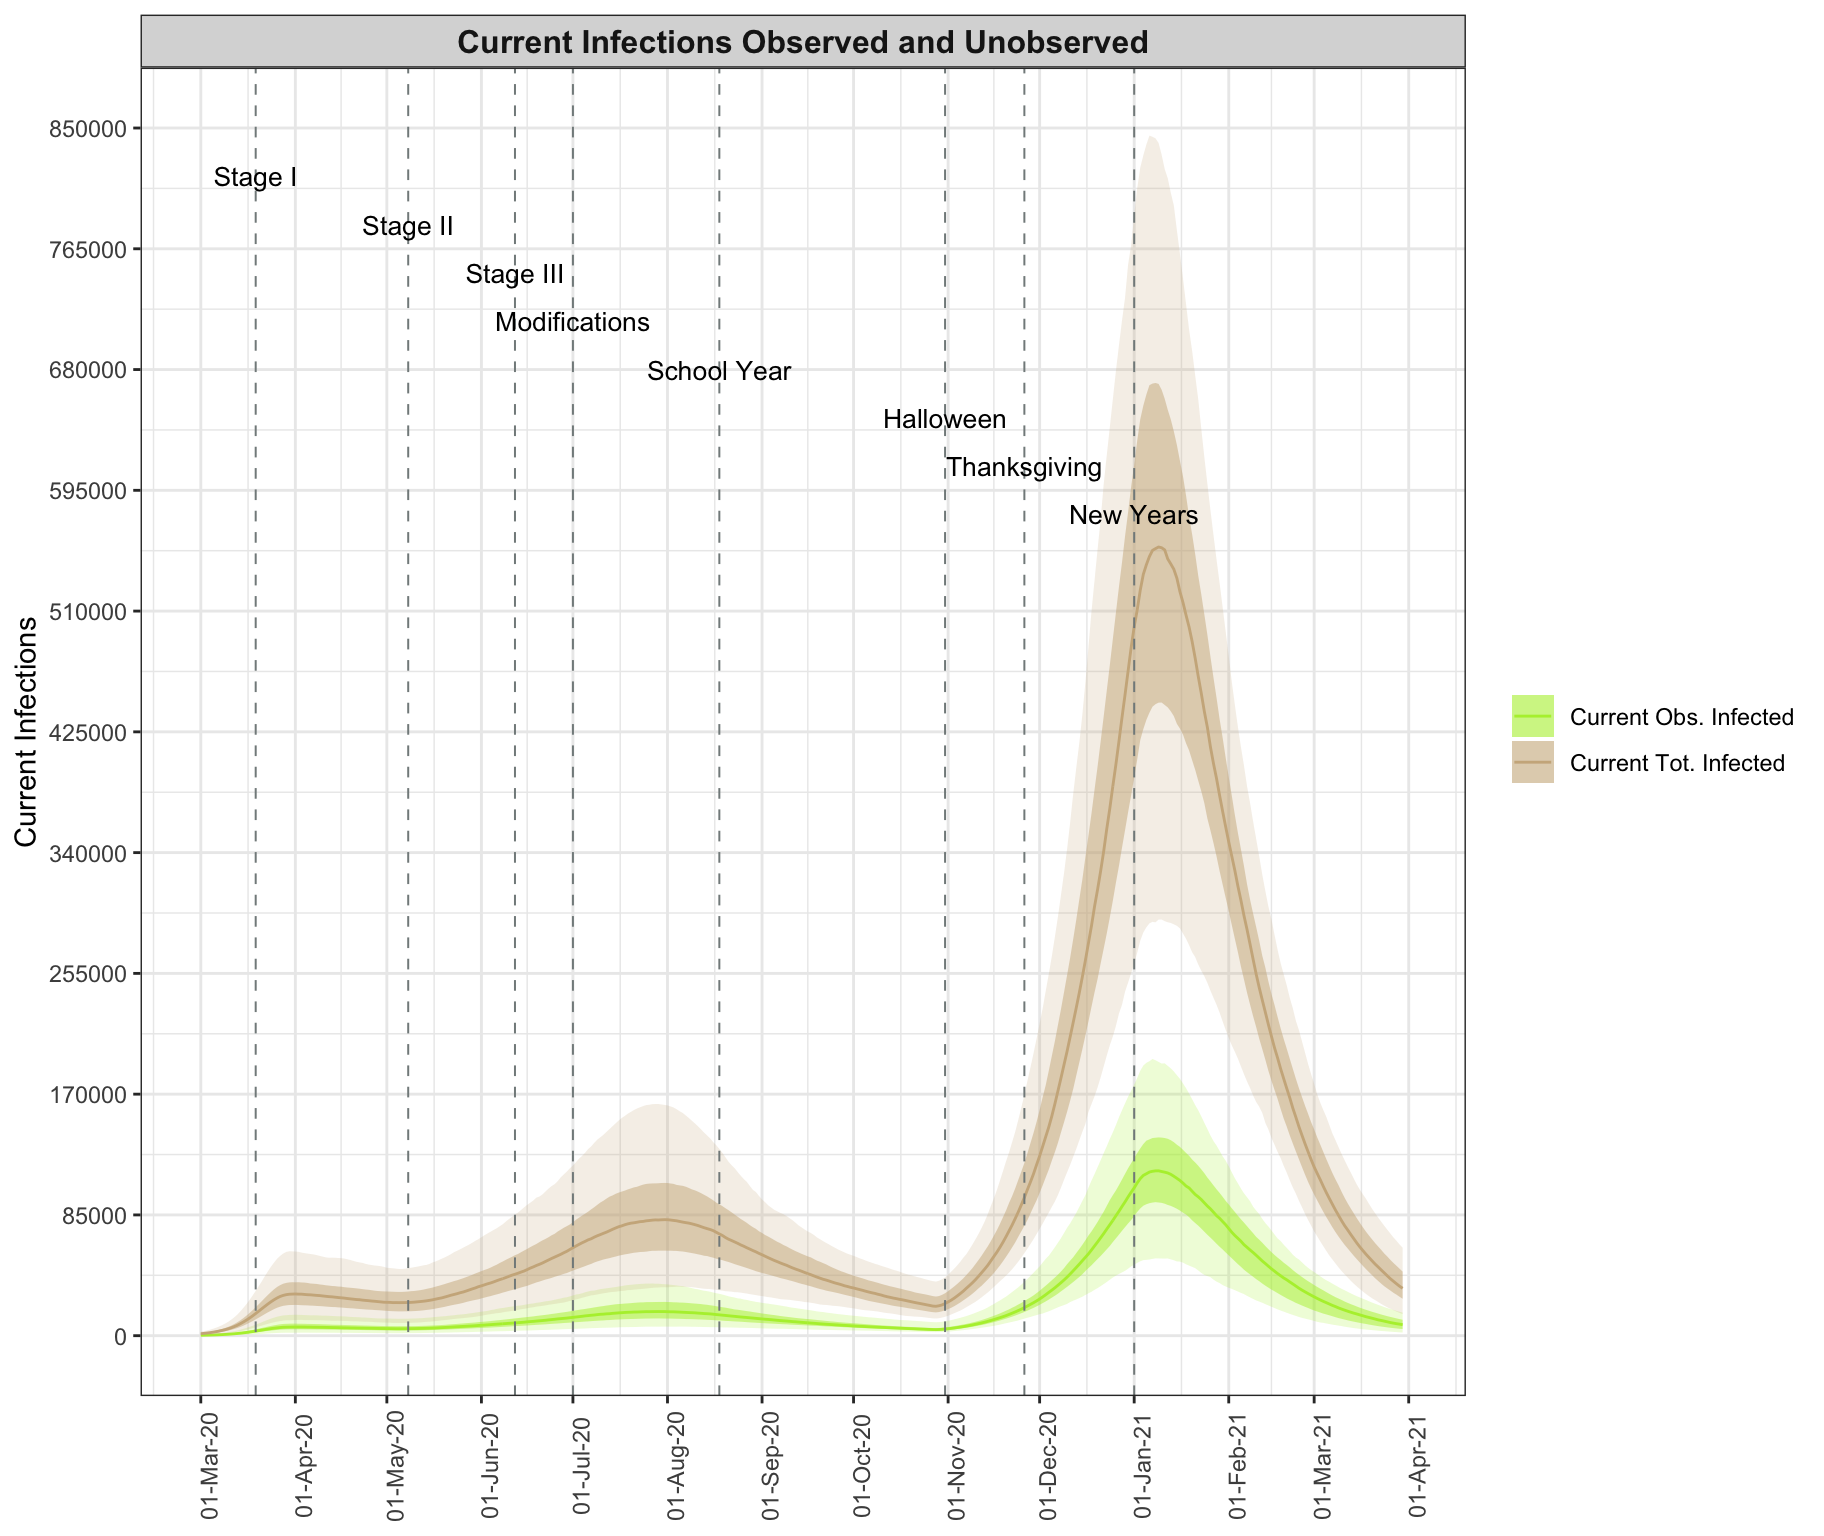 Current Infections Observed and Unobserved
850000
765000
680000
595000
510000
425000
340000
255000
170000
85000
0
Current Infections
Stage I
Stage II
Stage III
Modifications
School Year
Halloween
Thanksgiving
New Years
01-Mar-20
01-Apr-20
01-May-20
01-Jun-20
01-Jul-20
01-Aug-20
01-Sep-20
01-Oct-20
01-Nov-20
01-Dec-20
01-Jan-21
01-Feb-21
01-Mar-21
01-Apr-21
Current Obs. Infected
Current Tot. Infected